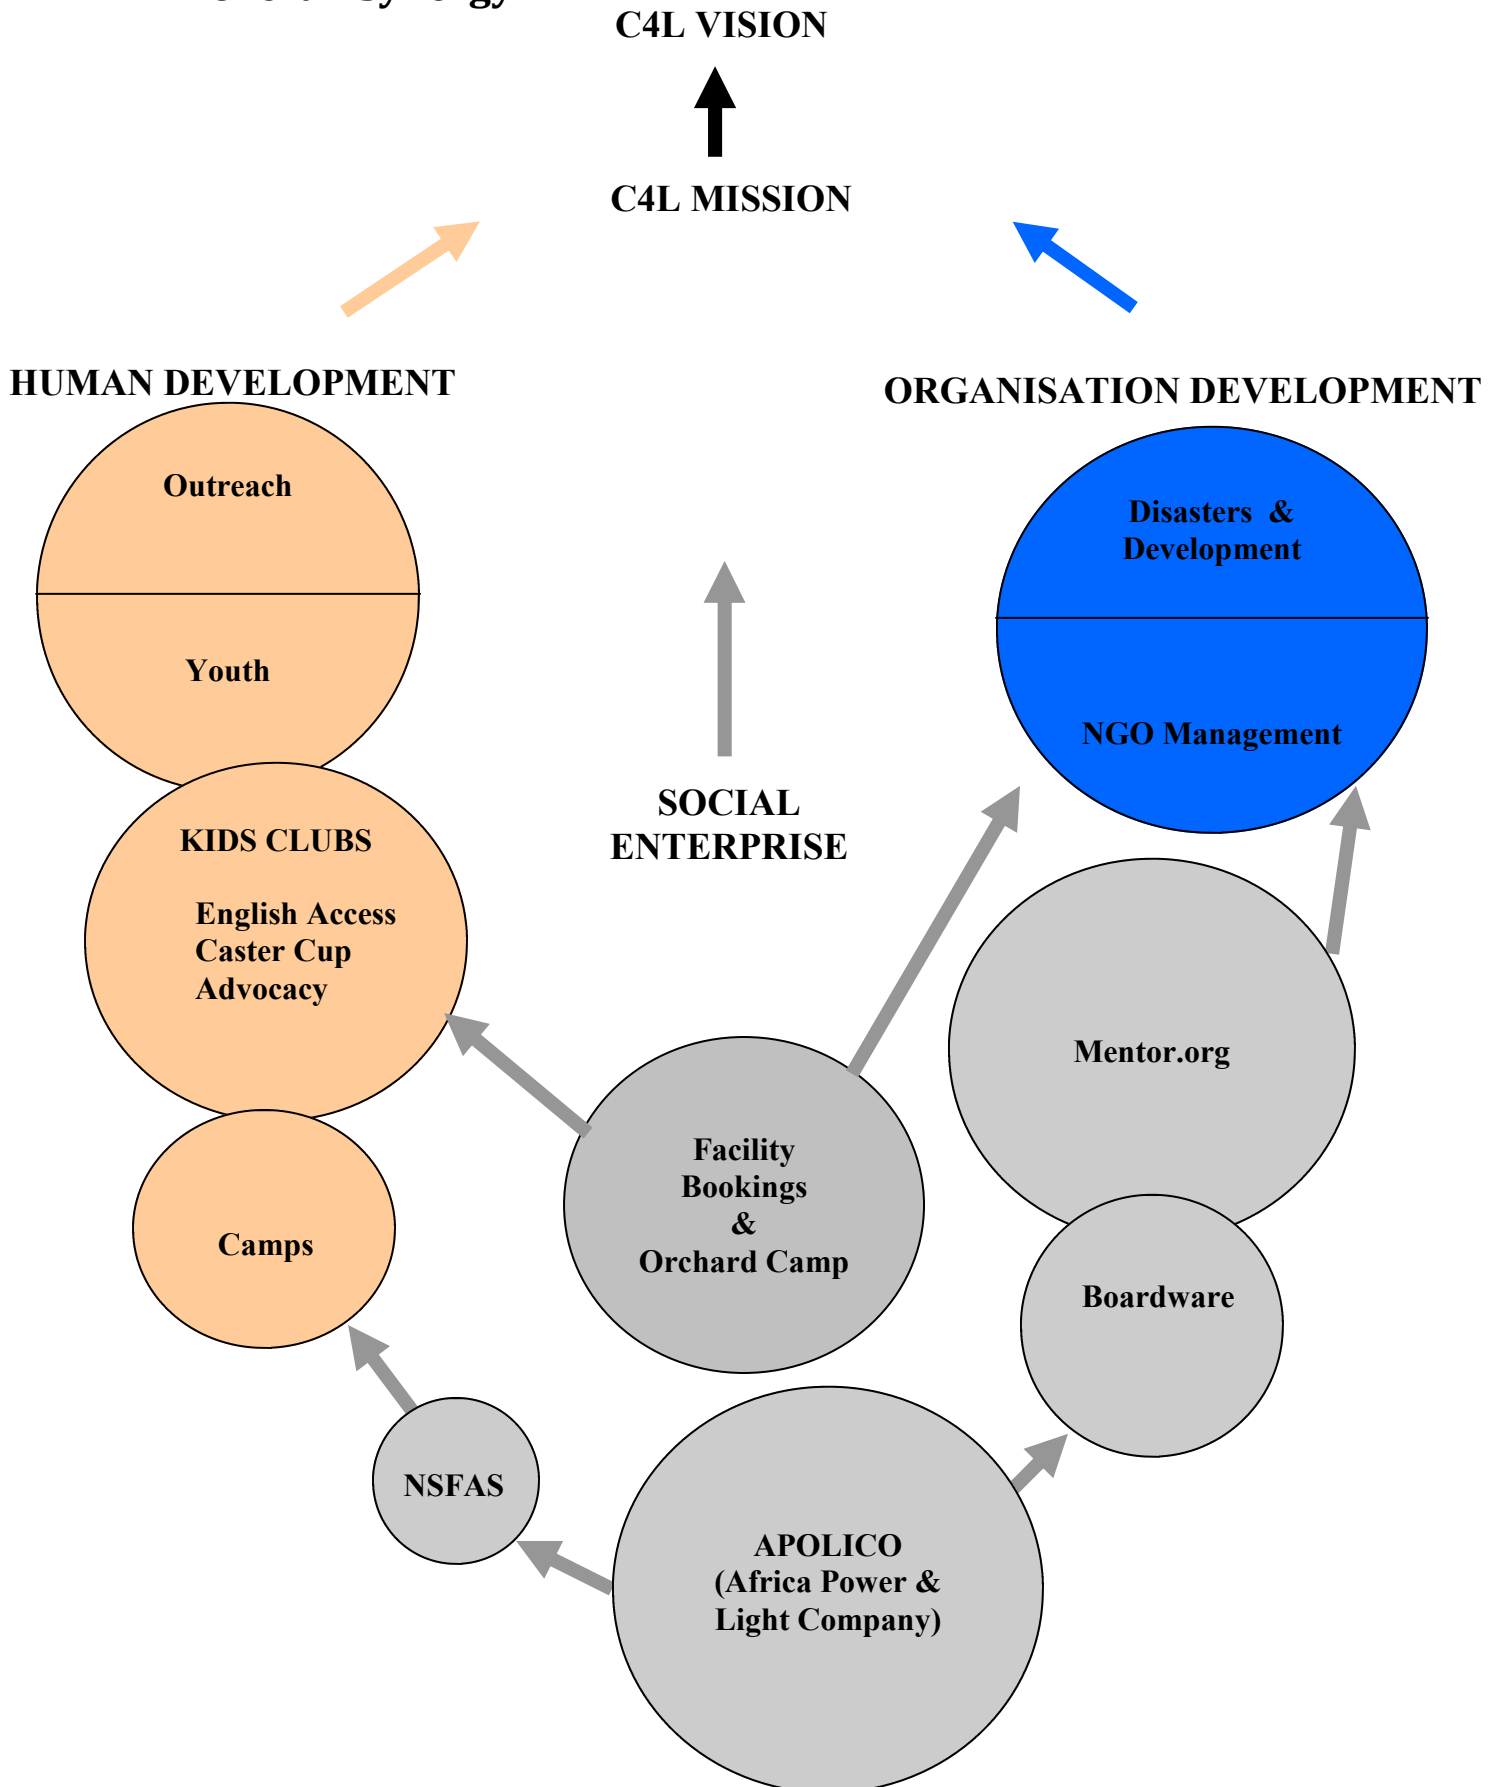 C4L VISION
C4L MISSION
HUMAN DEVELOPMENT
ORGANISATION DEVELOPMENT
Outreach
Youth
Disasters &
Development
NGO Management
SOCIAL
ENTERPRISE
KIDS CLUBS
English Access
Caster Cup
Advocacy
Mentor.org
Facility
Bookings
&
Orchard Camp
Camps
Boardware
NSFAS
APOLICO
(Africa Power &
Light Company)